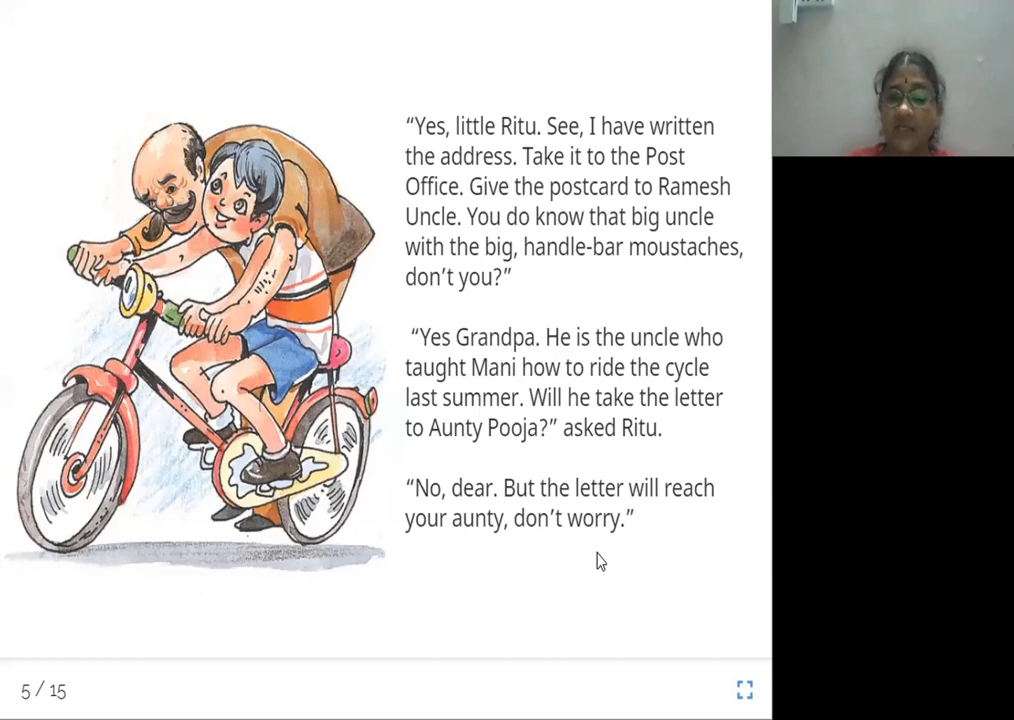 “Yes, little Ritu. See, I have written
the address. Take it to the Post
Office. Give the postcard to Ramesh
Uncle. You do know that big uncle
with the big, handle-bar moustaches,
don’t you?”
“Yes Grandpa. He is the uncle who
taught Mani how to ride the cycle
last summer. Will he take the letter
to Aunty Pooja?” asked Ritu.
“No, dear. But the letter will reach
your aunty, don’t worry.”
5 / 15